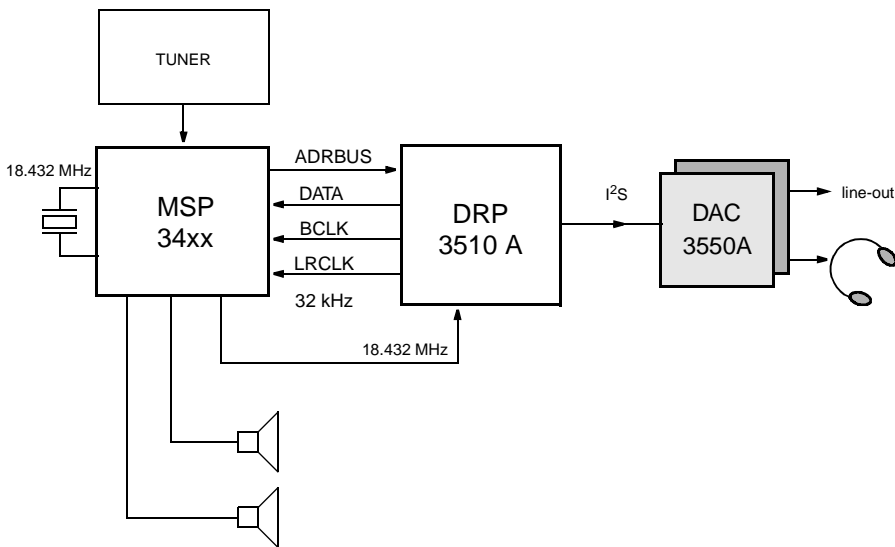 TUNER
18.432 MHz
MSP
34xx
ADRBUS
DATA
BCLK
LRCLK
32 kHz
18.432 MHz
DRP
3510 A
I²S
DAC
3550A
line-out